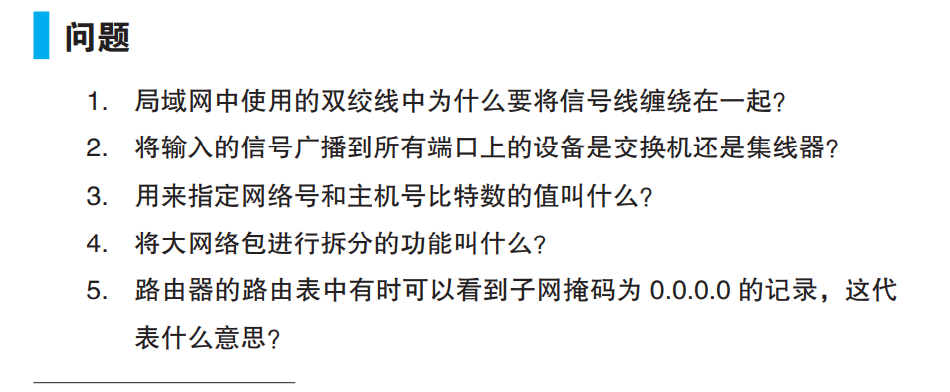 问题
1. 局域网中使用的双绞线中为什么要将信号线缠绕在一起?
2. 将输入的信号广播到所有端口上的设备是交换机还是集线器?
3. 用来指定网络号和主机号比特数的值叫什么?
4. 将大网络包进行拆分的功能叫什么?
5. 路由器的路由表中有时可以看到子网掩码为 0.0.0.0 的记录，这代
表什么意思?